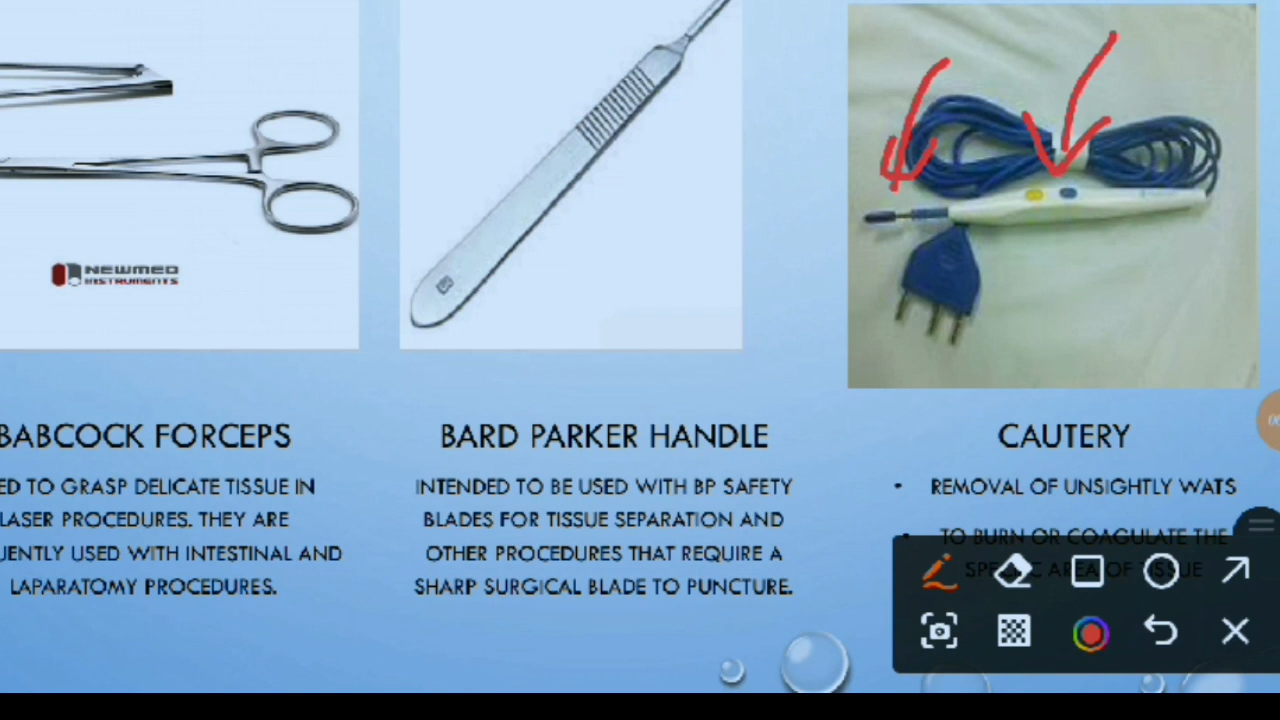 NEWMED
INSTRUMENTS
BABCOCK FORCEPS
BARD PARKER HANDLE
CAUTERY
ED TO GRASP DELICATE TISSUE IN
LASER PROCEDURES. THEY ARE
UENTLY USED WITH INTESTINAL AND
LAPARATOMY PROCEDURES.
INTENDED TO BE USED WITH BP SAFETY
BLADES FOR TISSUE SEPARATION AND
OTHER PROCEDURES THAT REQUIRE A
SHARP SURGICAL BLADE TO PUNCTURE.
• REMOVAL OF UNSIGHTLY WATS
• TO BURN OR COAGULATE THE
AREA OF TISSUE